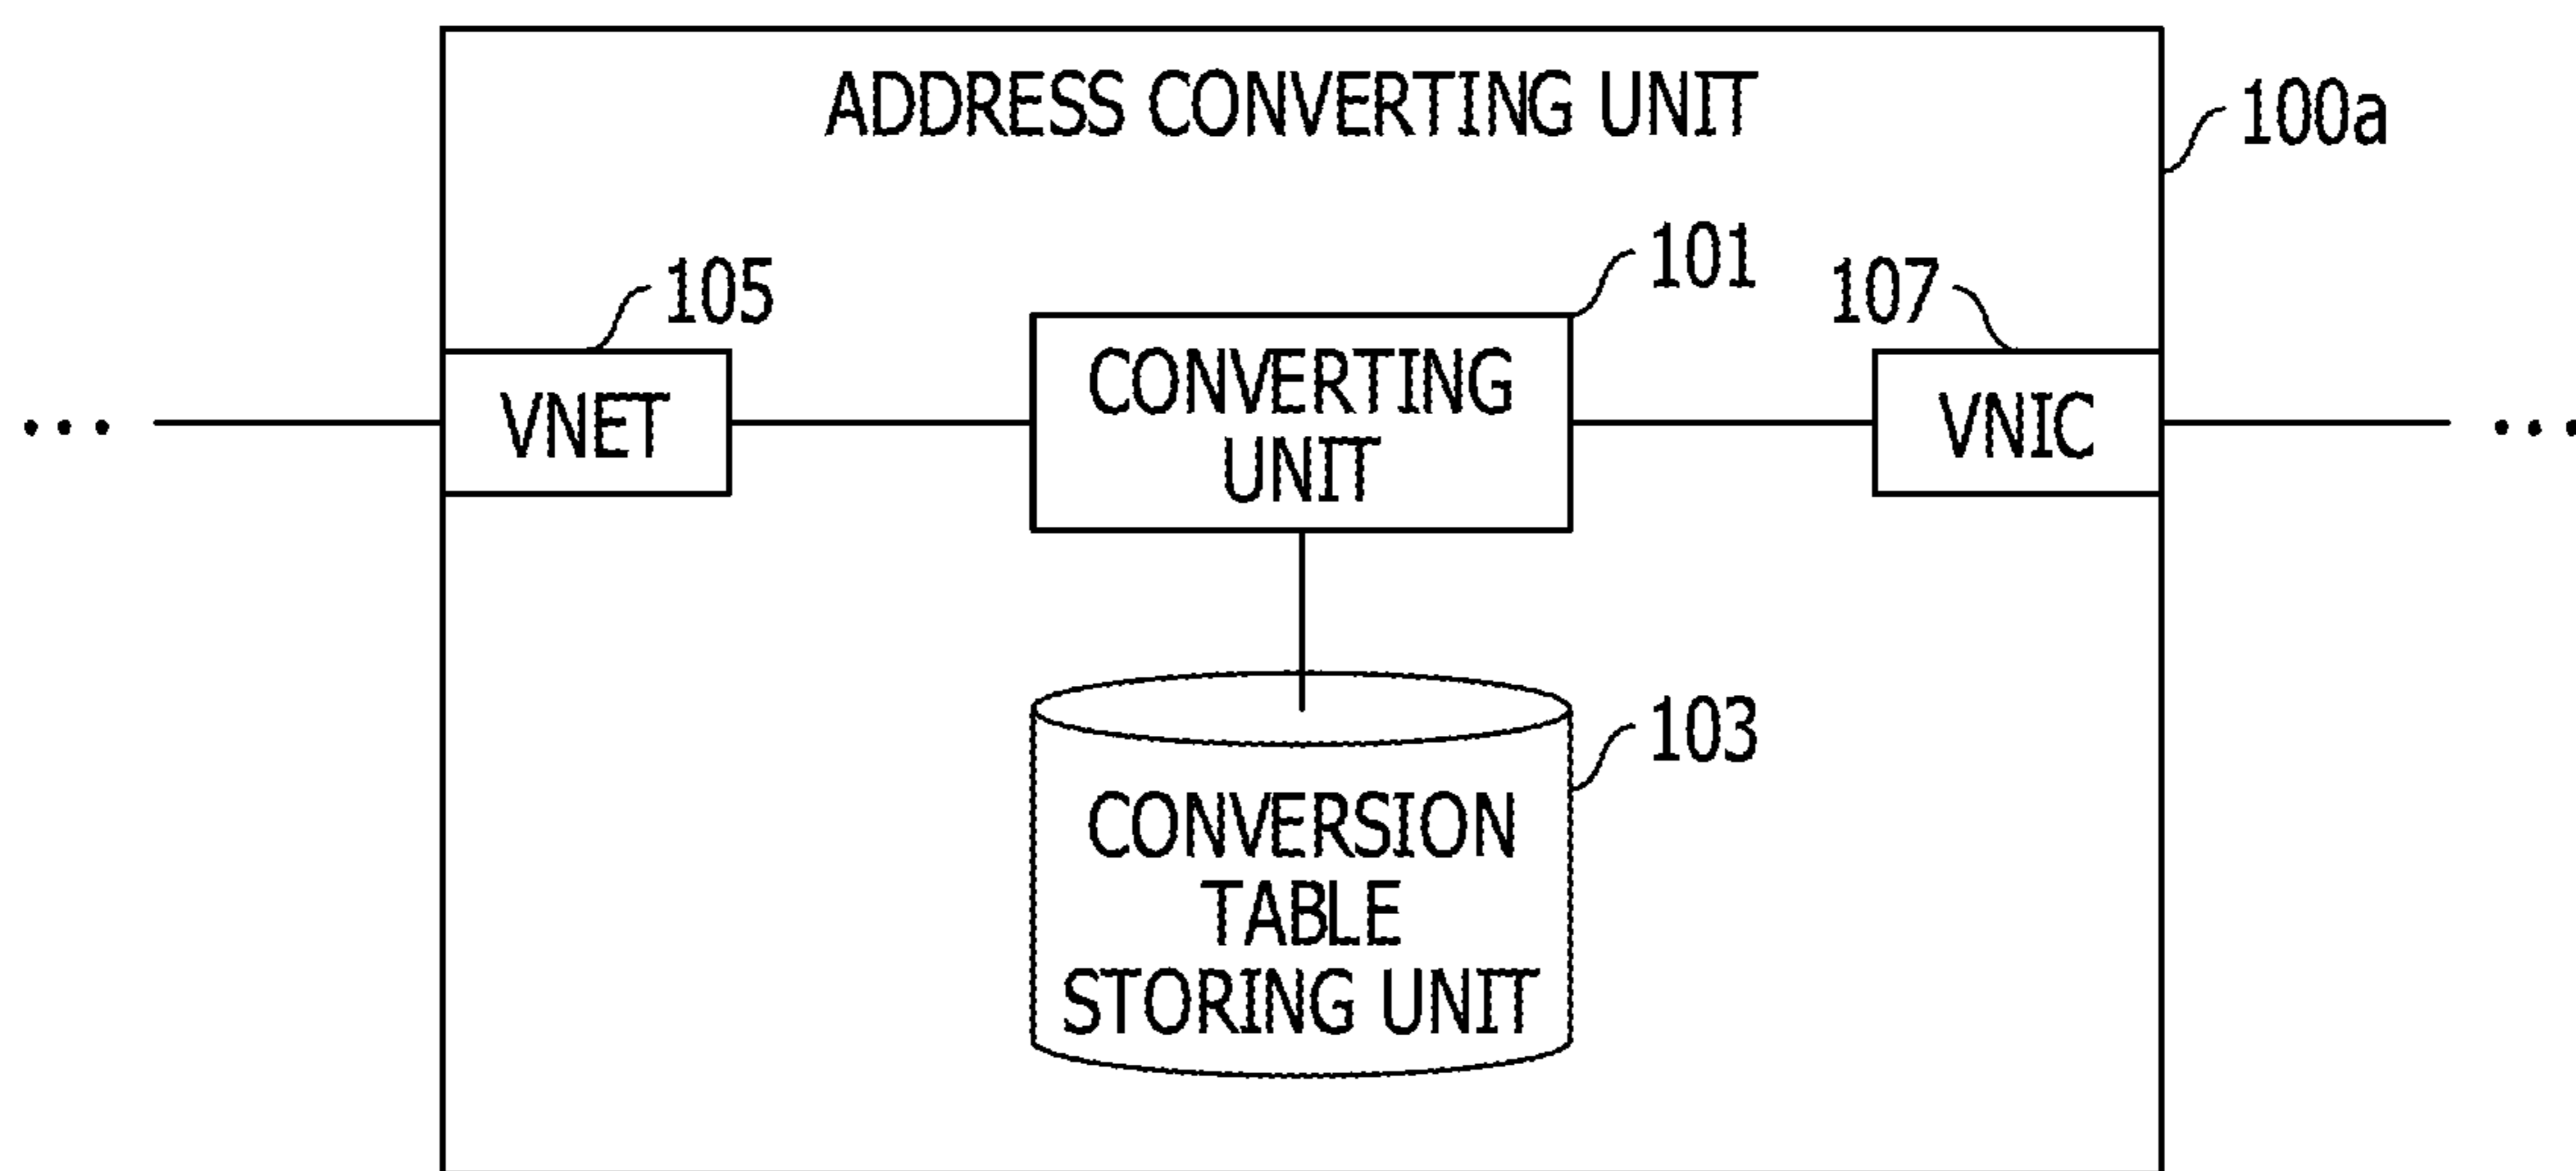 ADDRESS CONVERTING UNIT
100a
105
101
107
VNET
CONVERTING
UNIT
VNIC
103
CONVERSION
TABLE
STORING UNIT